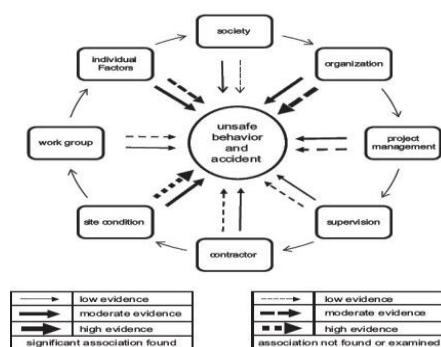 society
individual
Factors
organization
work group
unsafe
behavior
and
accident
project
management
site condition
supervision
contractor
low evidence
moderate evidence
high evidence
significant association found
low evidence
moderate evidence
high evidence
association not found or examined